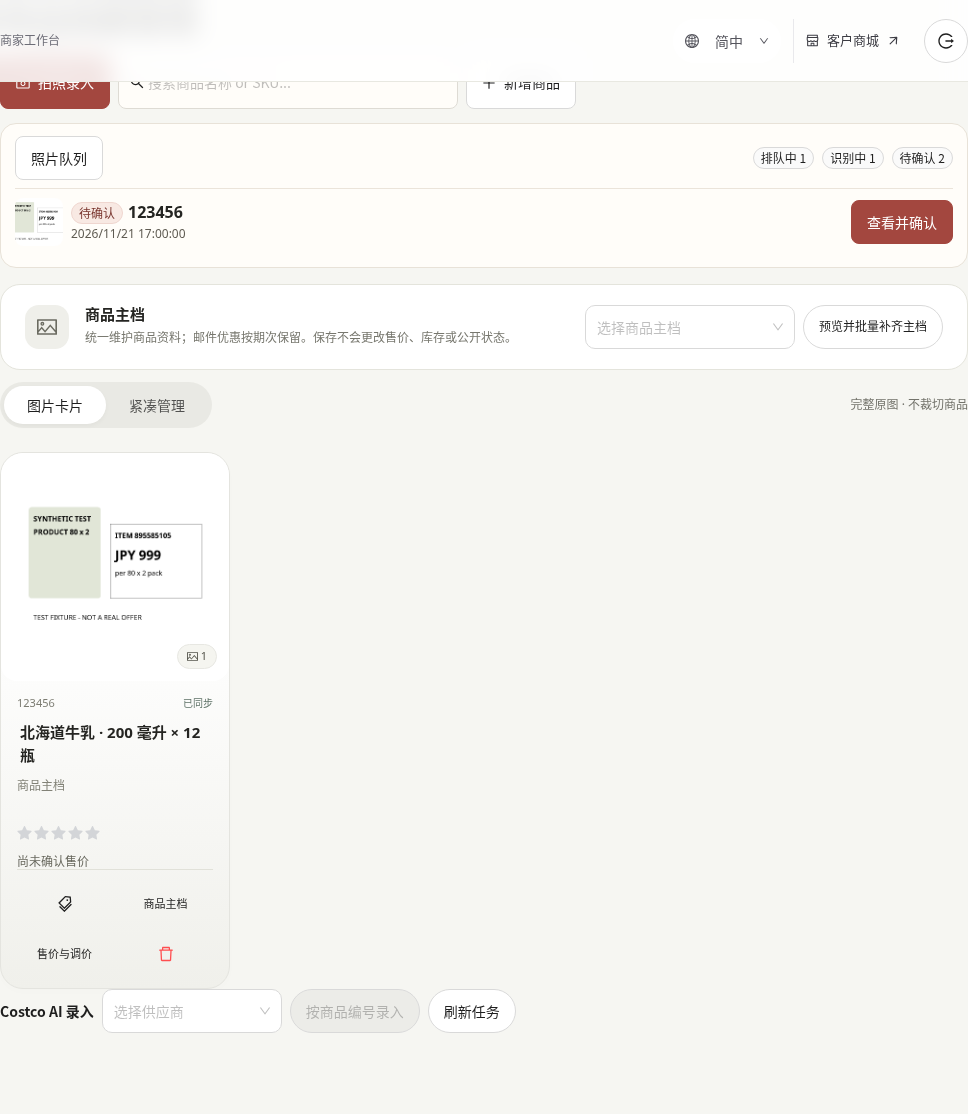 商家工作台
简中
客户商城
拍照录入
搜索商品名称 or SKU...
新增商品
照片队列
排队中 1
识别中 1
待确认 2
待确认 123456
2026/11/21 17:00:00
查看并确认
商品主档
统一维护商品资料；邮件优惠按期次保留。保存不会更改售价、库存或公开状态。
选择商品主档
预览并批量补齐主档
图片卡片
紧凑管理
完整原图 · 不裁切商品
SYNTHETIC TEST
PRODUCT 80 x 2
ITEM 895585105
JPY 999
per 80 x 2 pack
TEST FIXTURE - NOT A REAL OFFER
1
123456
已同步
北海道牛乳 · 200 毫升 × 12
瓶
商品主档
尚未确认售价
商品主档
售价与调价
Costco AI 录入
选择供应商
按商品编号录入
刷新任务